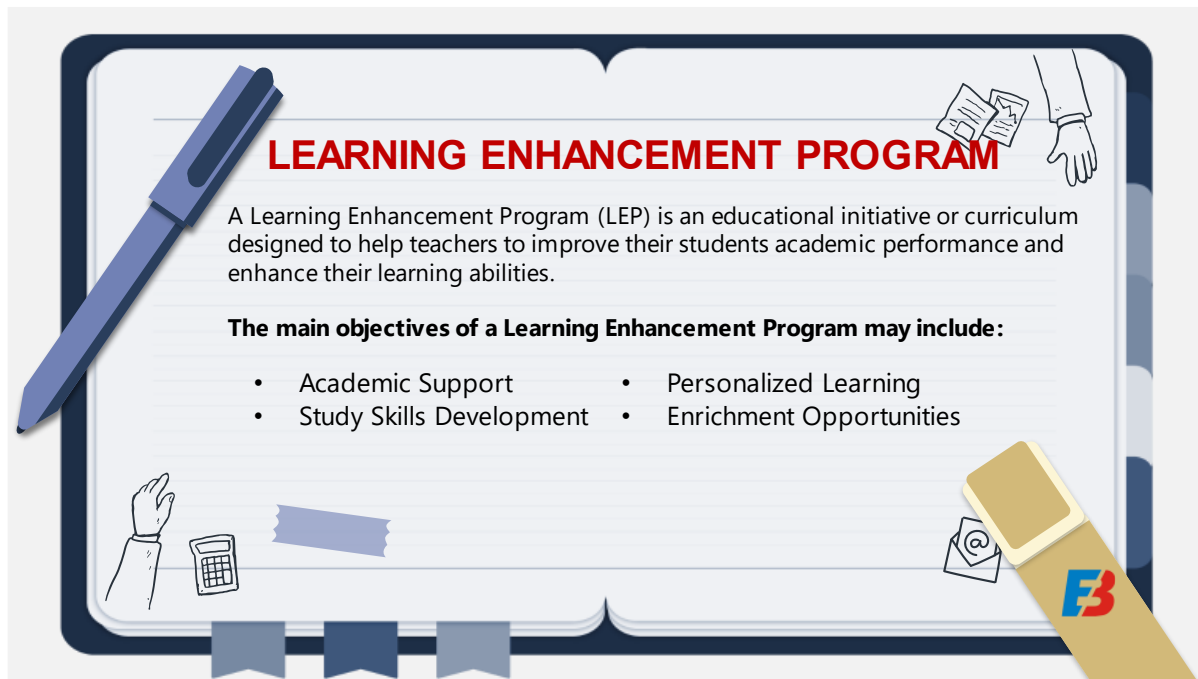 LEARNING ENHANCEMENT PROGRAM
A Learning Enhancement Program (LEP) is an educational initiative or curriculum
designed to help teachers to improve their students academic performance and
enhance their learning abilities.
The main objectives of a Learning Enhancement Program may include:
• Academic Support
• Study Skills Development
• Personalized Learning
• Enrichment Opportunities
@
EB